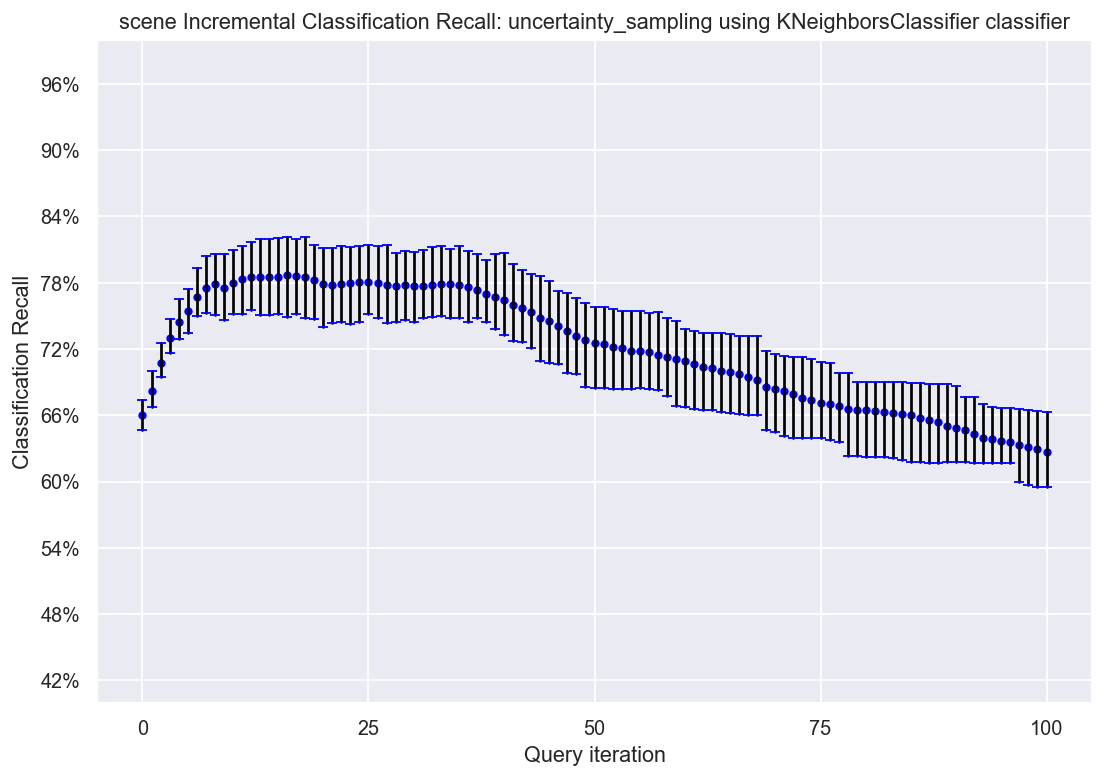 scene Incremental Classification Recall: uncertainty_sampling using KNeighborsClassifier classifier
96%
90%
84%
78%
72%
66%
60%
54%
48%
42%
Classification Recall
0 25 50 75 100
Query iteration